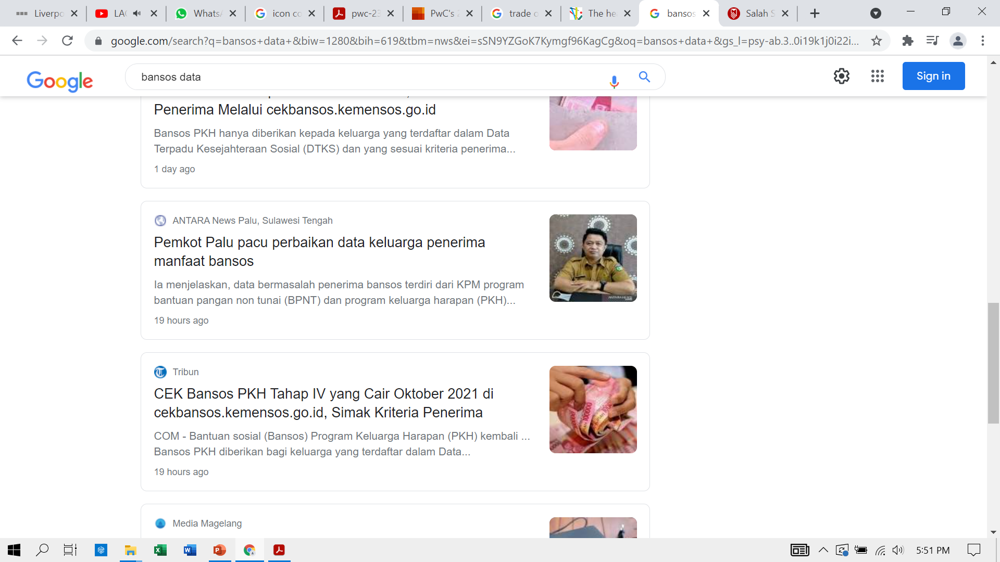 Liverpo
LA
WhatsA
icon co
pwc-23
PwC's 2
trade o
The he
bansos
Salah S
google.com/search?q=bansos+data+&biw=1280&bih=619&tbm=nws&ei=sSN9YZGoK7Kymgf96KagCg&oq=bansos+data+&gs_l=psy-ab.3..0i19k1j0i22i...
Google
bansos data
Sign in
Penerima Melalui cekbansos.kemensos.go.id
Bansos PKH hanya diberikan kepada keluarga yang terdaftar dalam Data
Terpadu Kesejahteraan Sosial (DTKS) dan yang sesuai kriteria penerima...
1 day ago
ANTARA News Palu, Sulawesi Tengah
Pemkot Palu pacu perbaikan data keluarga penerima
manfaat bansos
Ia menjelaskan, data bermasalah penerima bansos terdiri dari KPM program
bantuan pangan non tunai (BPNT) dan program keluarga harapan (PKH)...
19 hours ago
Tribun
CEK Bansos PKH Tahap IV yang Cair Oktober 2021 di
cekbansos.kemensos.go.id, Simak Kriteria Penerima
COM - Bantuan sosial (Bansos) Program Keluarga Harapan (PKH) kembali ...
Bansos PKH diberikan bagi keluarga yang terdaftar dalam Data...
19 hours ago
Media Magelang
5:51 PM